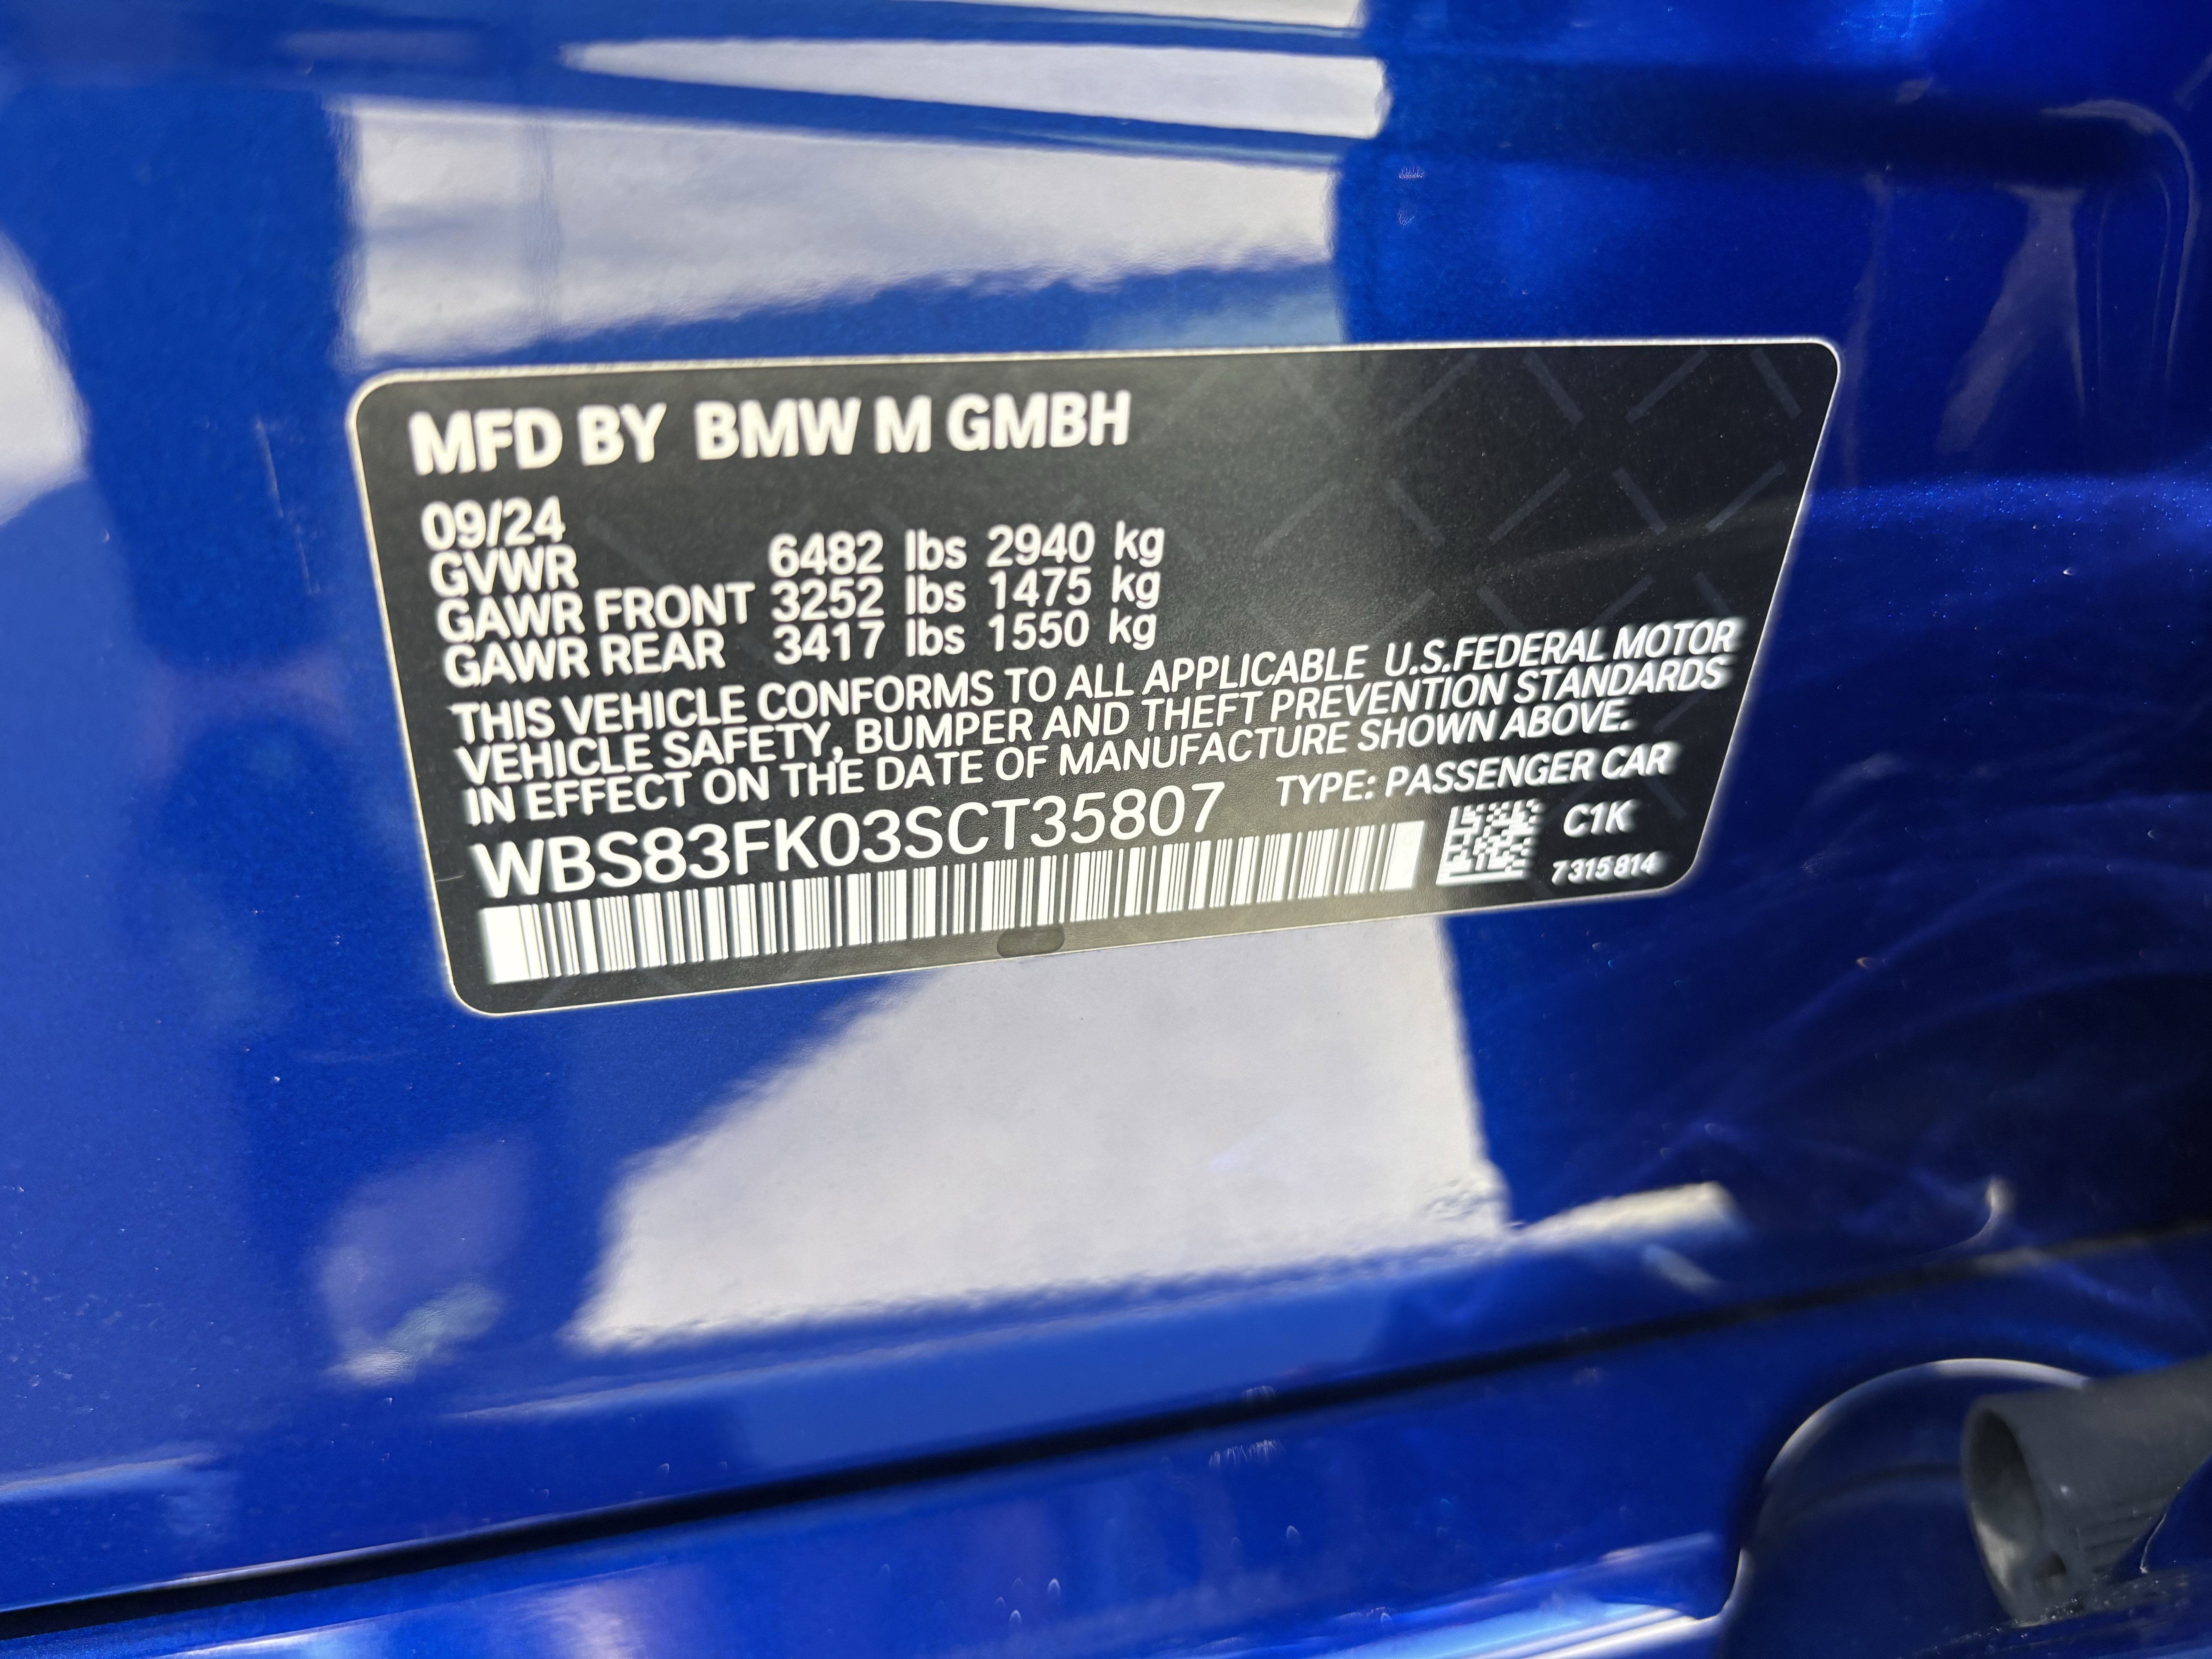 MFD BY BMW M GMBH
09/24
GVWR 6482 lbs 2940 kg
GAWR FRONT 3252 lbs 1475 kg
GAWR REAR 3417 lbs 1550 kg
THIS VEHICLE CONFORMS TO ALL APPLICABLE U.S.FEDERAL MOTOR
VEHICLE SAFETY, BUMPER AND THEFT PREVENTION STANDARDS
IN EFFECT ON THE DATE OF MANUFACTURE SHOWN ABOVE.
WBS83FK03SCT35807 TYPE: PASSENGER CAR
C1K
7315814